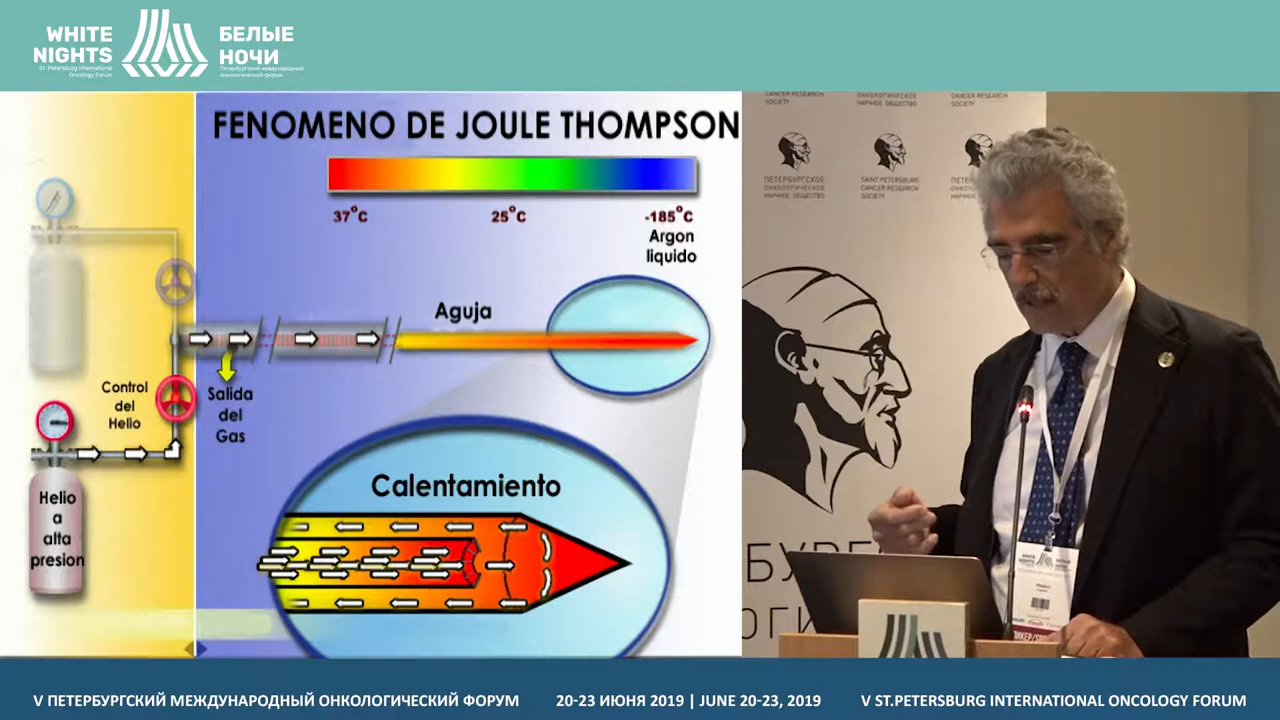 WHITE
NIGHTS
St. Petersburg International
Oncology Forum
БЕЛЫЕ
НОЧИ
Петербургский международный
онкологический форум
FENOMENO DE JOULE THOMPSON
37°C
25°C
-185°C
Argon
liquido
Aguja
Control
del
Helio
Salida
del
Gas
Helio
a
alta
presion
Calentamiento
CANCER RESEARCH
SOCIETY
ОНКОЛОГИЧЕСКОЕ
НАУЧНОЕ ОБЩЕСТВО
CANCER RESEARCH
SOCIETY
ПЕТЕРБУРГСКОЕ
ОНКОЛОГИЧЕСКОЕ
НАУЧНОЕ ОБЩЕСТВО
SAINT-PETERSBURG
CANCER RESEARCH
SOCIETY
WHITE
NIGHTS
V ПЕТЕРБУРГСКИЙ МЕЖДУНАРОДНЫЙ ОНКОЛОГИЧЕСКИЙ ФОРУМ
20-23 ИЮНЯ 2019 | JUNE 20-23, 2019
V ST.PETERSBURG INTERNATIONAL ONCOLOGY FORUM